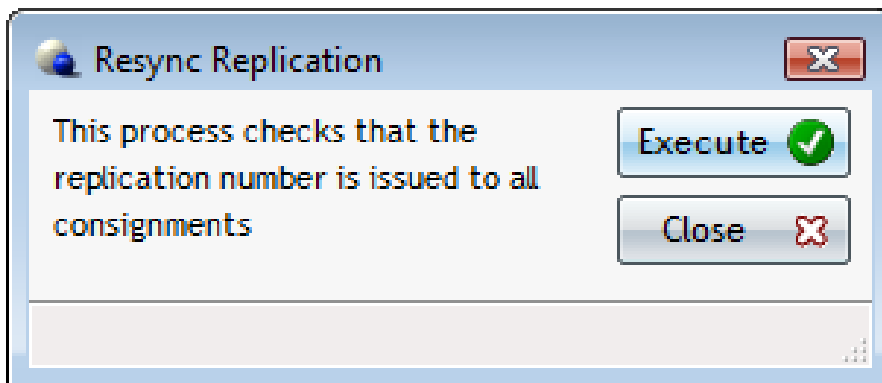 Resync Replication
This process checks that the
replication number is issued to all
consignments
Execute
Close